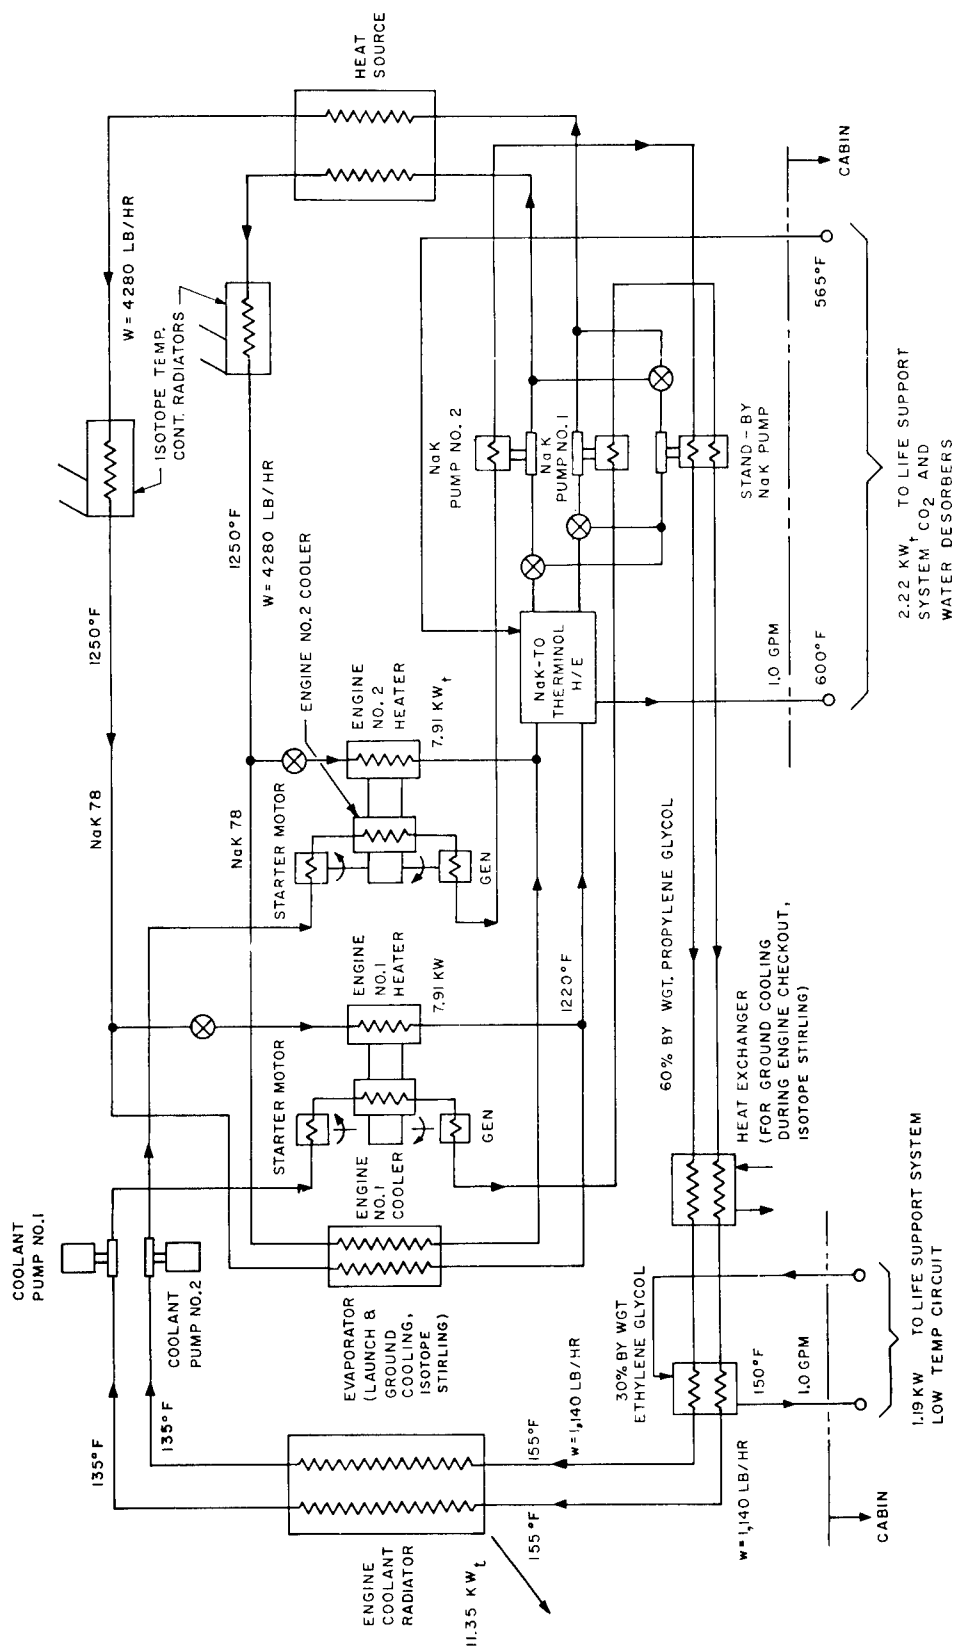 COOLANT
PUMP NO.1
135°F
135°F
COOLANT
PUMP NO.2
ENGINE
COOLANT
RADIATOR
11.35 KWt
155°F
155°F
w=1,140 LB/HR
w=1,140 LB/HR
EVAPORATOR
(LAUNCH &
GROUND
COOLING,
ISOTOPE
STIRLING)
STARTER MOTOR
ENGINE
NO.1
COOLER
GEN
ENGINE
NO.1
HEATER
7.91 KW
NaK 78
1250°F
ISOTOPE TEMP.
CONT. RADIATORS
W = 4280 LB/HR
HEAT
SOURCE
NaK 78
1250°F
W = 4280 LB/HR
STARTER MOTOR
ENGINE NO.2 COOLER
GEN
ENGINE
NO.2
HEATER
7.91 KWt
1220°F
NaK-TO
THERMINOL
H/E
NaK
PUMP NO. 2
NaK
PUMP NO.1
STAND-BY
NaK PUMP
CABIN
1.0 GPM
600°F
565°F
2.22 KWt TO LIFE SUPPORT
SYSTEM CO2 AND
WATER DESORBERS
60% BY WGT. PROPYLENE GLYCOL
HEAT EXCHANGER
(FOR GROUND COOLING
DURING ENGINE CHECKOUT,
ISOTOPE STIRLING)
30% BY WGT
ETHYLENE GLYCOL
150°F
1.0GPM
CABIN
1.19 KW TO LIFE SUPPORT SYSTEM
LOW TEMP CIRCUIT